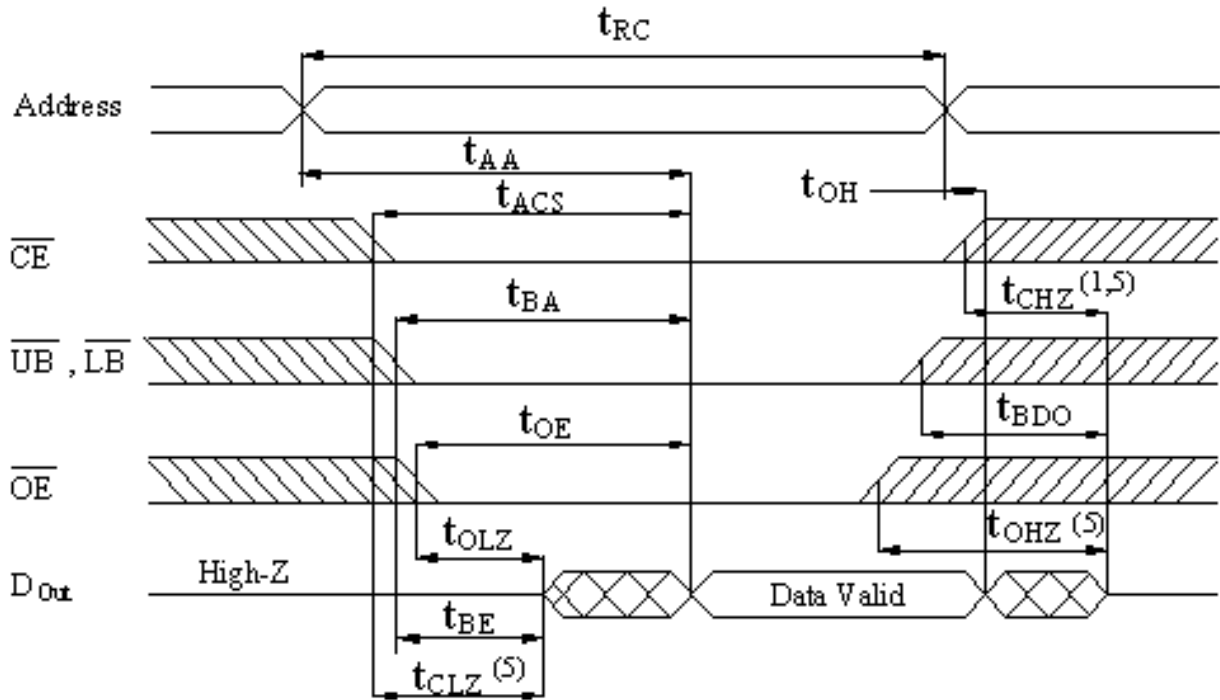 tRC
Address
tAA
tOH
tACS
CE
tCHZ(1,5)
tBA
UB , LB
tBDO
tOE
OE
tOHZ(5)
tOLZ
High-Z
DOut
Data Valid
tBE
tCLZ(5)